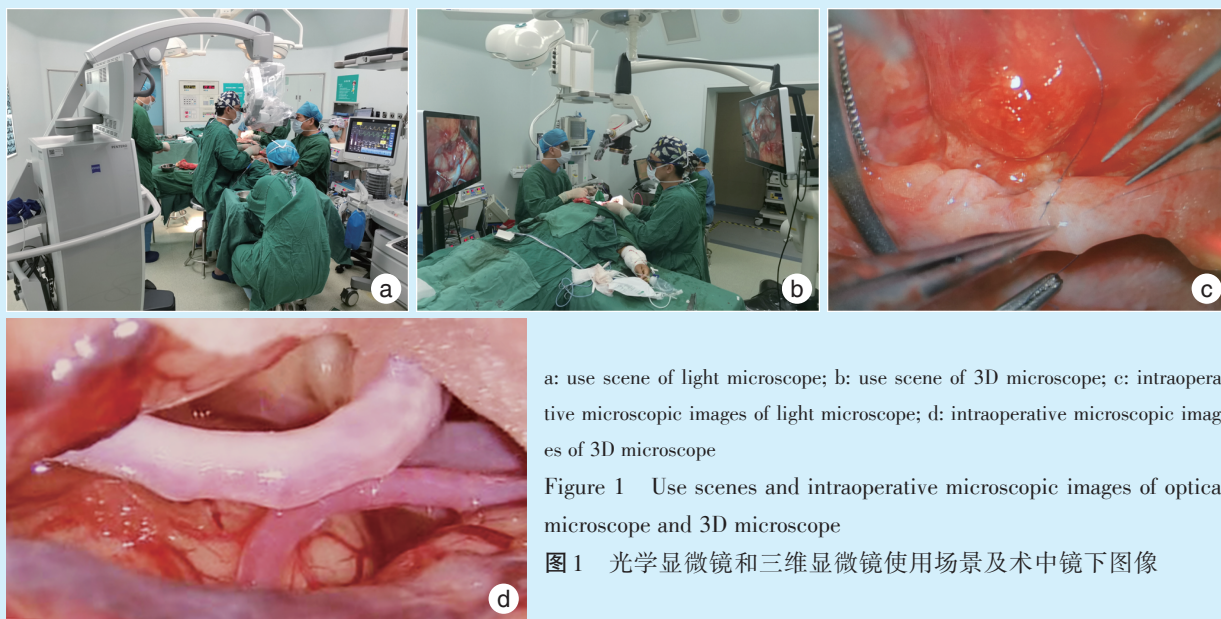 a
b
c
d
a: use scene of light microscope; b: use scene of 3D microscope; c: intraopera
tive microscopic images of light microscope; d: intraoperative microscopic imag
es of 3D microscope
Figure 1 Use scenes and intraoperative microscopic images of optical
microscope and 3D microscope
图1 光学显微镜和三维显微镜使用场景及术中镜下图像